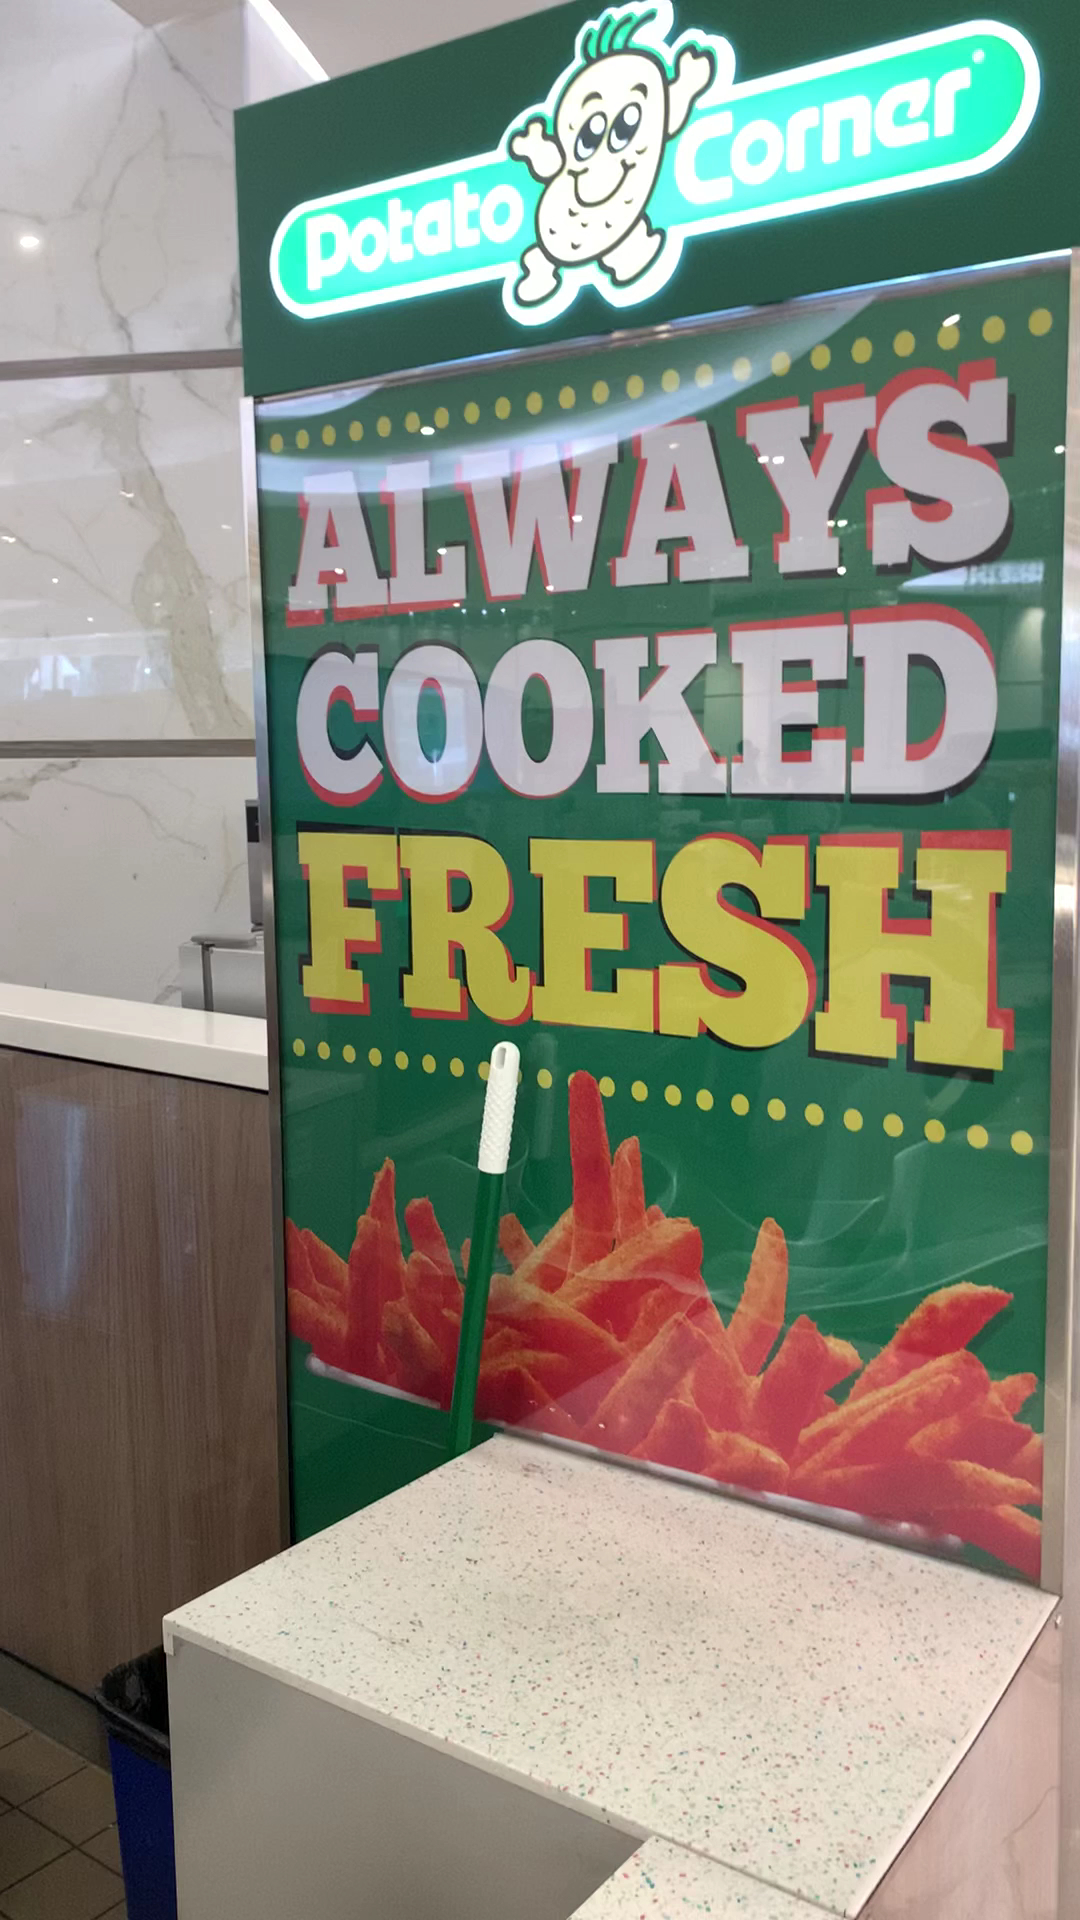 Potato Corner
ALWAYS
COOKED
FRESH